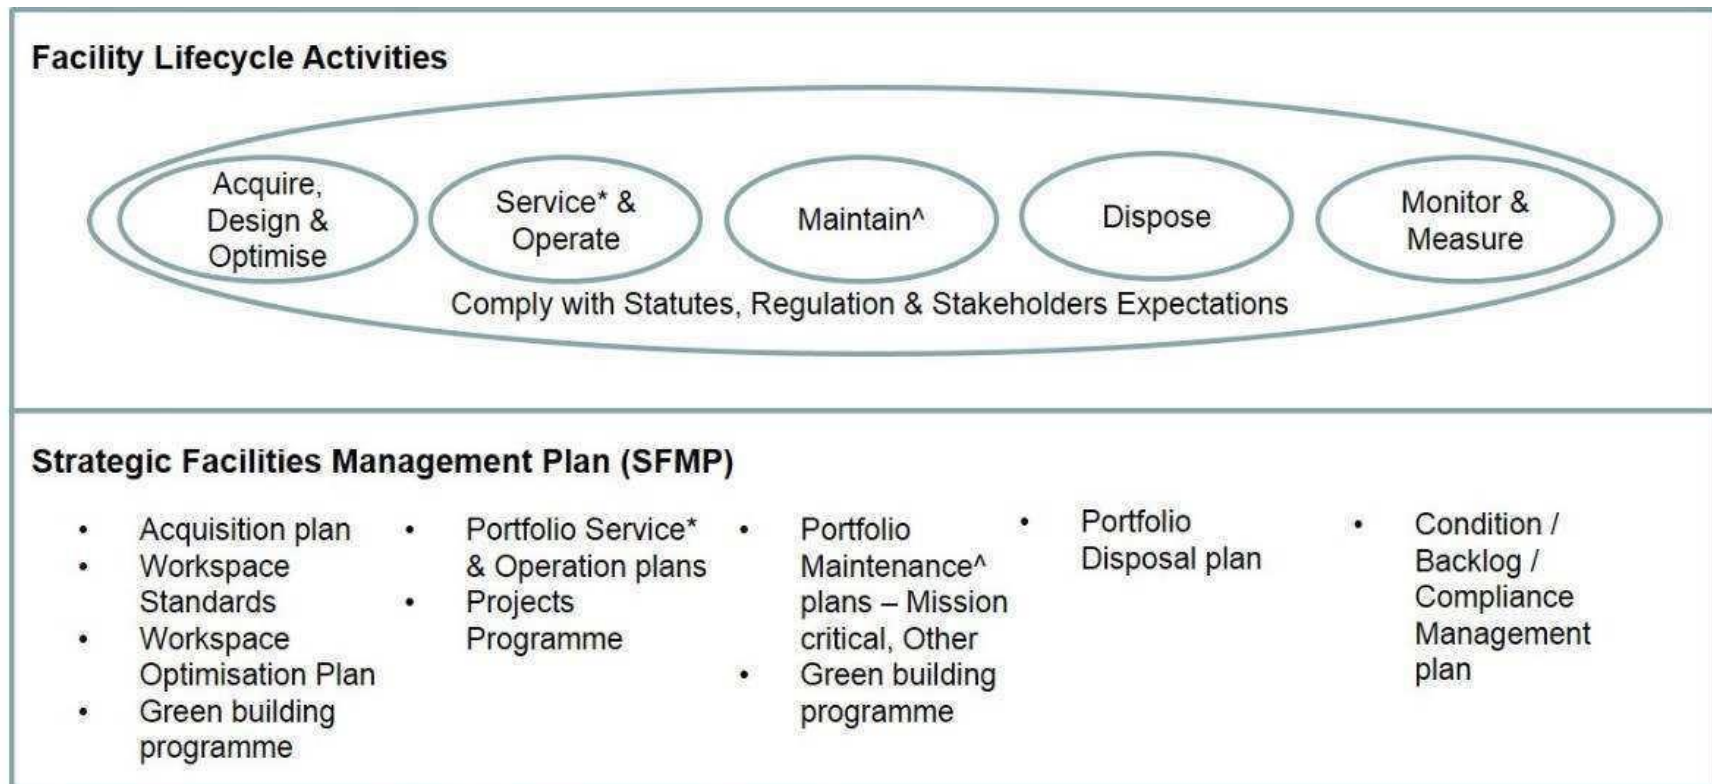 Facility Lifecycle Activities
Acquire,
Design &
Optimise
Service* &
Operate
Maintain^
Dispose
Monitor &
Measure
Comply with Statutes, Regulation & Stakeholders Expectations
Strategic Facilities Management Plan (SFMP)
• Acquisition plan
• Workspace
Standards
• Workspace
Optimisation Plan
• Green building
programme
• Portfolio Service*
& Operation plans
• Projects
Programme
• Portfolio
Maintenance^
plans – Mission
critical, Other
• Green building
programme
• Portfolio
Disposal plan
• Condition /
Backlog /
Compliance
Management
plan